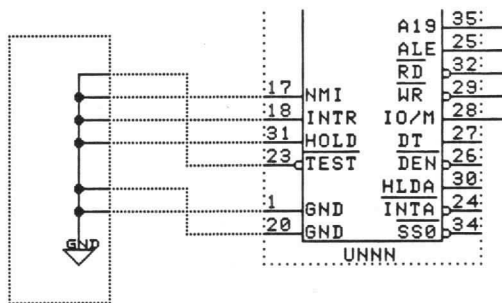 A19 35
ALE 25
RD 32
17 NMI WR 29
18 INTR IO/M 28
31 HOLD DT 27
23 TEST DEN 26
HLDA 30
1 GND INTA 24
20 GND SS0 34
GND
UNNN